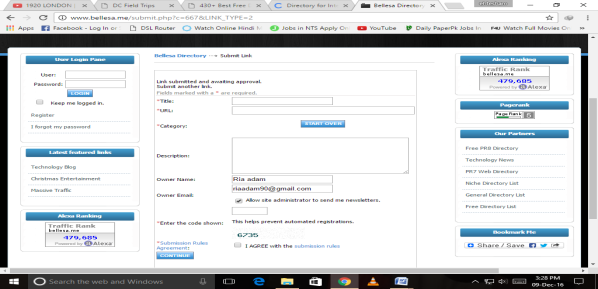 1920 LONDON
DC Field Trips
430+ Best Free
Directory for In
Bellesa Directory
www.bellesa.me/submit.php?c=667&LINK_TYPE=2
Apps Facebook - Log In or DSL Router Watch Online Hindi Jobs in NTS Apply On YouTube Daily PaperPk Jobs In Watch Full Movies On
User Login Pane
User:
Password:
LOGIN
Keep me logged in.
Register
I forgot my password
Latest featured links
Technology Blog
Christmas Entertainment
Massive Traffic
Alexa Ranking
Traffic Rank
bellesa.me
479,685
Powered by Alexa
Bellesa Directory → Submit Link
Link submitted and awaiting approval.
Submit another link.
Fields marked with a * are required.
*Title:
*URL:
*Category:
START OVER
Description:
Owner Name:
Ria adam
Owner Email:
riaadam90@gmail.com
Allow site administrator to send me newsletters.
*Enter the code shown:
This helps prevent automated registrations.
6735
*Submission Rules Agreement:
I AGREE with the submission rules
CONTINUE
Alexa Ranking
Traffic Rank
bellesa.me
479,685
Powered by Alexa
Pagerank
Page Rank
Our Partners
Free PR8 Directory
Technology News
PR7 Web Directory
Niche Directory List
General Directory List
Free Directory List
Bookmark Me
Share / Save
Search the web and Windows
3:28 PM
09-Dec-16